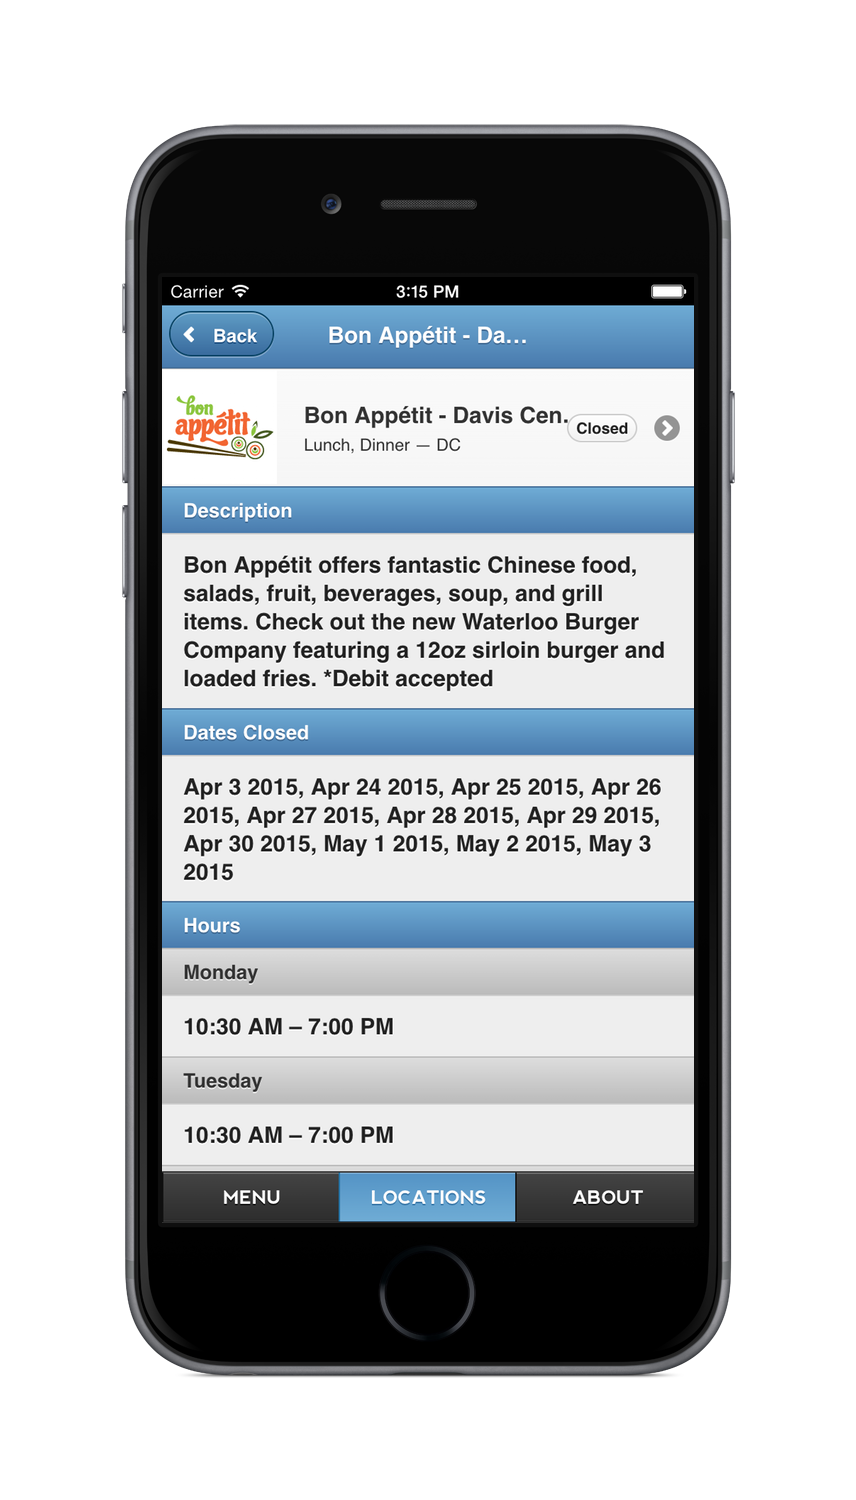 Carrier 3:15 PM
Back Bon Appétit - Da...
bon
appétit
Bon Appétit - Davis Cen.
Closed
Lunch, Dinner — DC
Description
Bon Appétit offers fantastic Chinese food,
salads, fruit, beverages, soup, and grill
items. Check out the new Waterloo Burger
Company featuring a 12oz sirloin burger and
loaded fries. *Debit accepted
Dates Closed
Apr 3 2015, Apr 24 2015, Apr 25 2015, Apr 26
2015, Apr 27 2015, Apr 28 2015, Apr 29 2015,
Apr 30 2015, May 1 2015, May 2 2015, May 3
2015
Hours
Monday
10:30 AM – 7:00 PM
Tuesday
10:30 AM – 7:00 PM
MENU LOCATIONS ABOUT